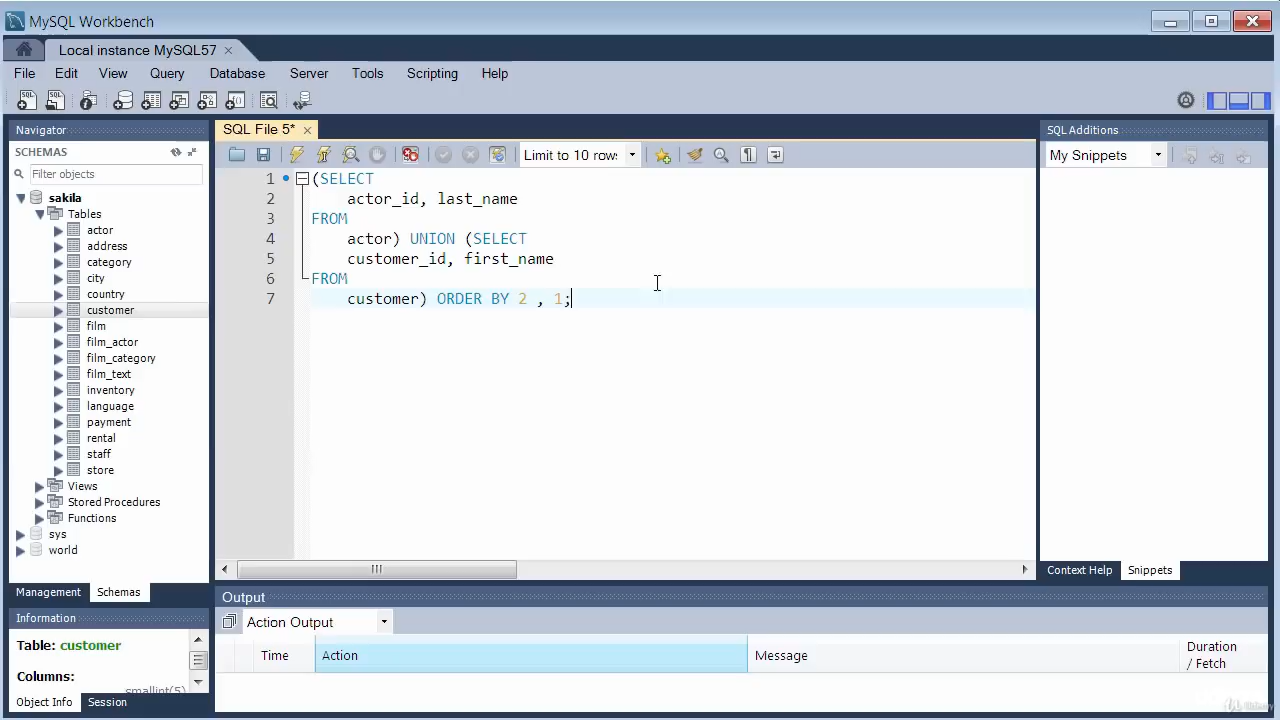 MySQL Workbench
Local instance MySQL57
File Edit View Query Database Server Tools Scripting Help
Navigator
SCHEMAS
Filter objects
sakila
Tables
actor
address
category
city
country
customer
film
film_actor
film_category
film_text
inventory
language
payment
rental
staff
store
Views
Stored Procedures
Functions
sys
world
Management Schemas
Information
Table: customer
Columns:
smallint(5)
Object Info Session
SQL File 5*
Limit to 10 rows
1 (SELECT
2 actor_id, last_name
3 FROM
4 actor) UNION (SELECT
5 customer_id, first_name
6 FROM
7 customer) ORDER BY 2 , 1;
SQL Additions
My Snippets
Context Help Snippets
Output
Action Output
Time Action Message Duration / Fetch